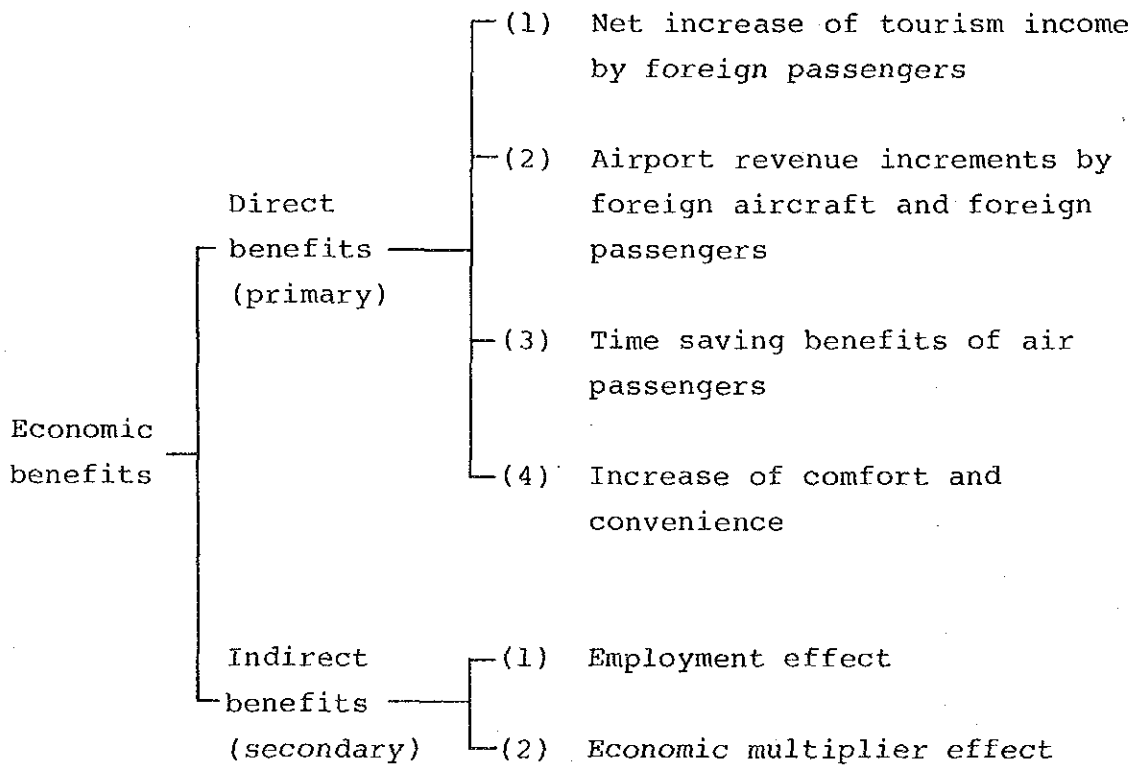 Economic
benefits
Direct
benefits
(primary)
(1) Net increase of tourism income
by foreign passengers
(2) Airport revenue increments by
foreign aircraft and foreign
passengers
(3) Time saving benefits of air
passengers
(4) Increase of comfort and
convenience
Indirect
benefits
(secondary)
(1) Employment effect
(2) Economic multiplier effect